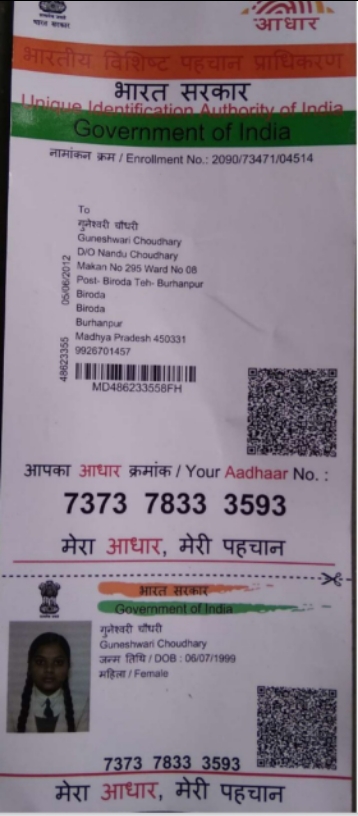 भारत सरकार
आधार
भारतीय विशिष्ट पहचान प्राधिकरण
भारत सरकार
Unique Identification Authority of India
Government of India
नामांकन क्रम / Enrollment No.: 2090/73471/04514
To
गुनेश्वरी चौधरी
Guneshwari Choudhary
D/O Nandu Choudhary
Makan No 295 Ward No 08
Post- Biroda Teh- Burhanpur
Biroda
Biroda
Burhanpur
Madhya Pradesh 450331
9926701457
05/06/2012
48623355
MD486233558FH
आपका आधार क्रमांक / Your Aadhaar No. :
7373 7833 3593
मेरा आधार, मेरी पहचान
भारत सरकार
Government of India
गुनेश्वरी चौधरी
Guneshwari Choudhary
जन्म तिथि / DOB : 06/07/1999
महिला / Female
7373 7833 3593
मेरा आधार, मेरी पहचान